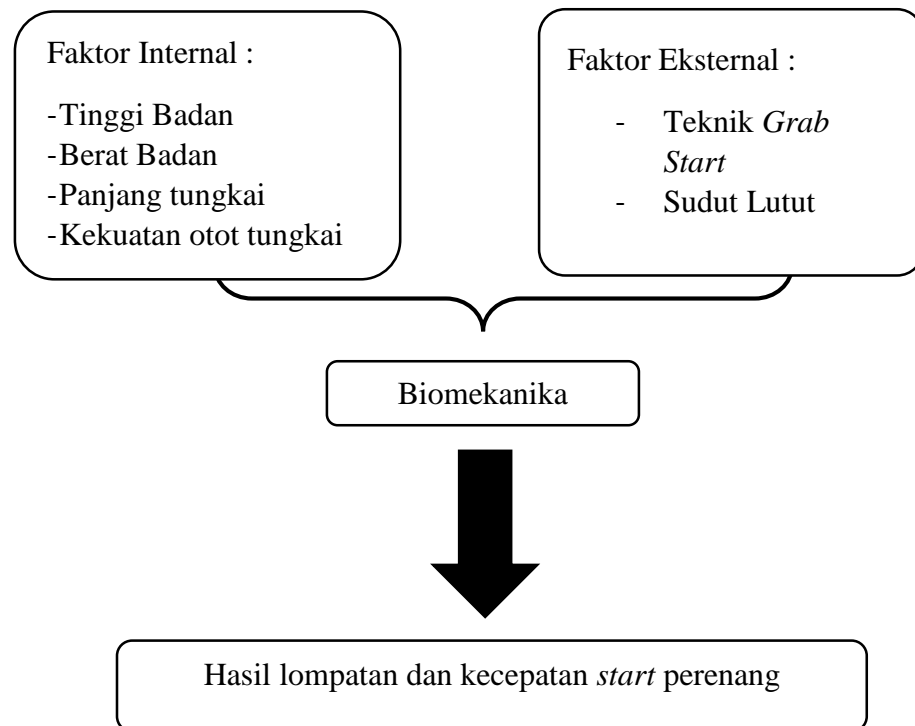 Faktor Internal :
-Tinggi Badan
-Berat Badan
-Panjang tungkai
-Kekuatan otot tungkai
Faktor Eksternal :
- Teknik Grab
Start
- Sudut Lutut
Biomekanika
Hasil lompatan dan kecepatan start perenang